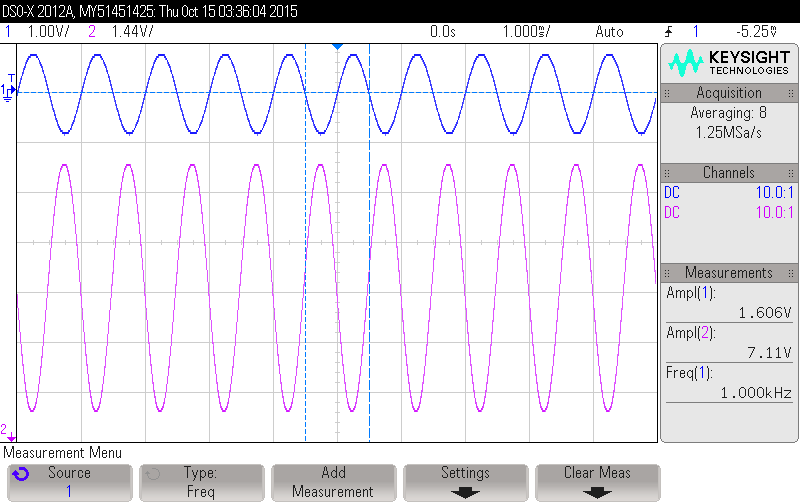 DSO-X 2012A, MY51451425: Thu Oct 15 03:36:04 2015
1 1.00V/ 2 1.44V/ 0.0s 1.000ms/ Auto 1 -5.25V
KEYSIGHT
TECHNOLOGIES
Acquisition
Averaging: 8
1.25MSa/s
Channels
DC 10.0:1
DC 10.0:1
Measurements
Ampl(1):
1.606V
Ampl(2):
7.11V
Freq(1):
1.000kHz
T
1
2
Measurement Menu
Source
1
Type:
Freq
Add
Measurement
Settings
Clear Meas